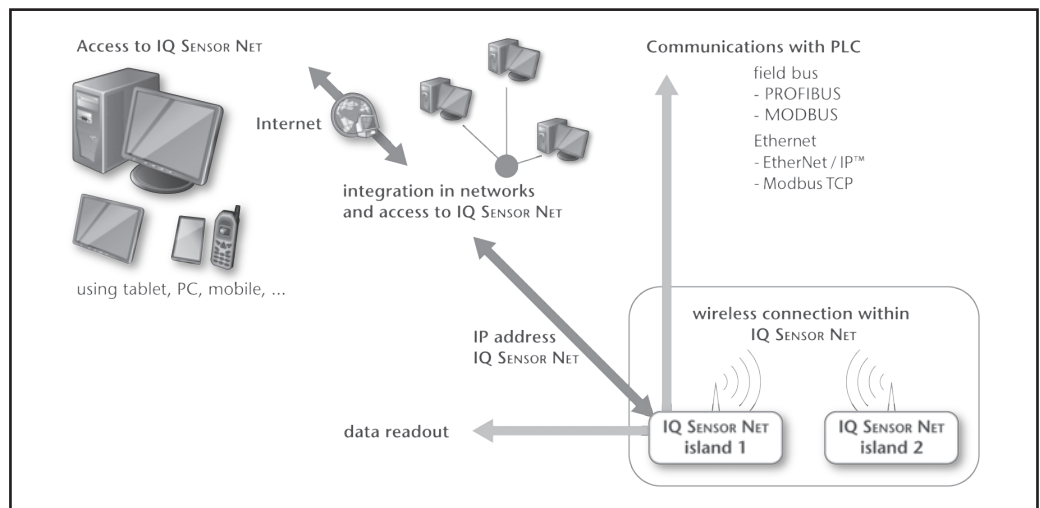 Access to IQ SENSOR NET
Internet
using tablet, PC, mobile, ...
integration in networks
and access to IQ SENSOR NET
Communications with PLC
field bus
- PROFIBUS
- MODBUS
Ethernet
- EtherNet / IP™
- Modbus TCP
IP address
IQ SENSOR NET
data readout
wireless connection within
IQ SENSOR NET
IQ SENSOR NET
island 1
IQ SENSOR NET
island 2